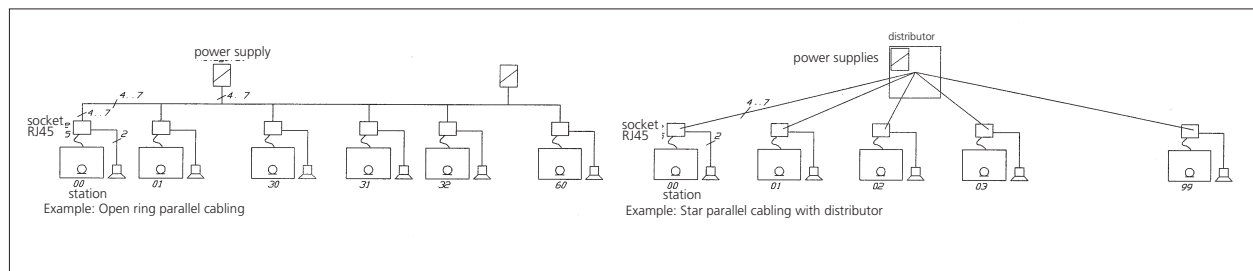 power supply
4..7
4..7
4..7
socket
RJ45
2
00 01 30 31 32 60
station
Example: Open ring parallel cabling
distributor
power supplies
4..7
socket
RJ45
2
00 01 02 03 99
station
Example: Star parallel cabling with distributor